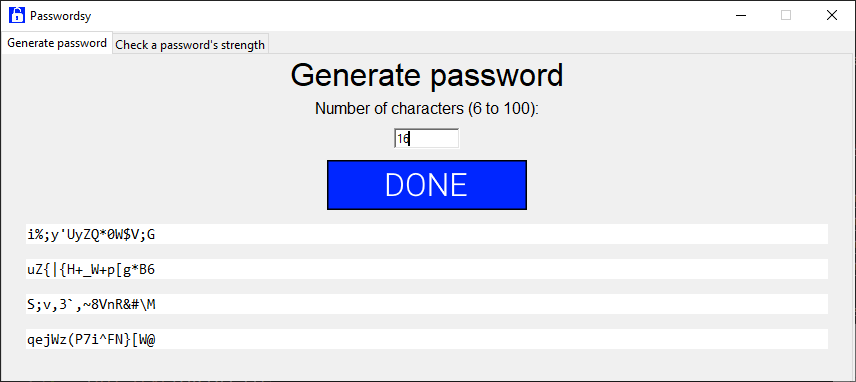 Passwordsy
Generate password Check a password's strength
Generate password
Number of characters (6 to 100):
16
DONE
i%;y'UyZQ*0W$V;G
uZ{|{H+_W+p[g*B6
S;v,3`,~8VnR&#\M
qejWz(P7i^FN}[W@